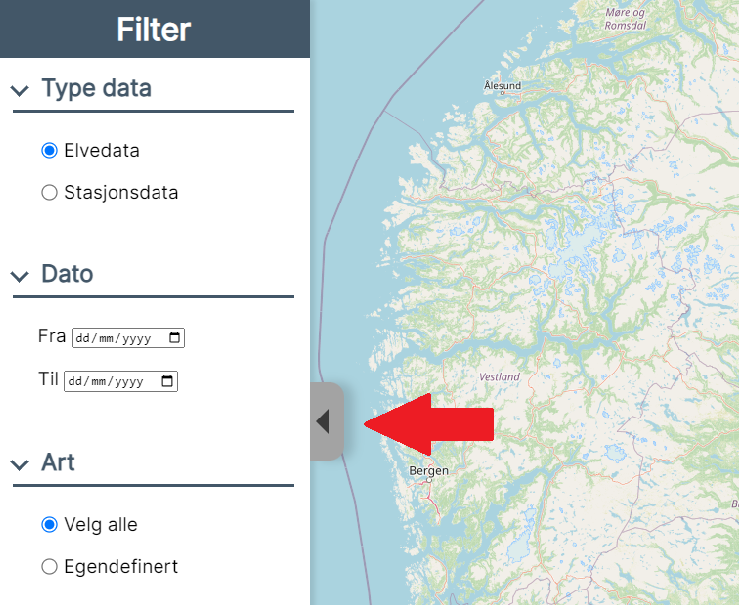 Filter
Type data
Elvedata
Stasjonsdata
Dato
Fra dd/mm/yyyy
Til dd/mm/yyyy
Art
Velg alle
Egendefinert
Møre og
Romsdal
Ålesund
Vestland
Bergen